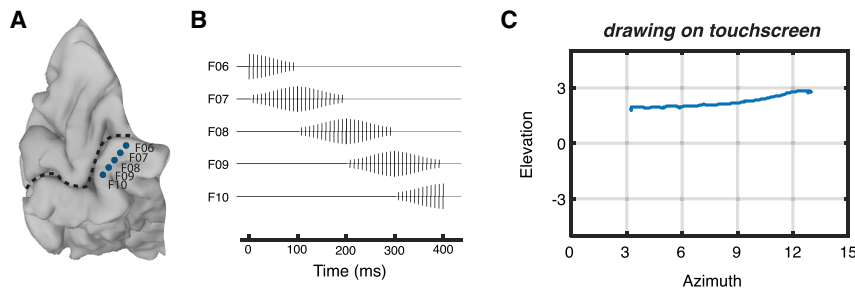 A
F06
F07
F08
F09
F10
B
F06
F07
F08
F09
F10
0 100 200 300 400
Time (ms)
C
drawing on touchscreen
Elevation
3
0
-3
0 3 6 9 12 15
Azimuth